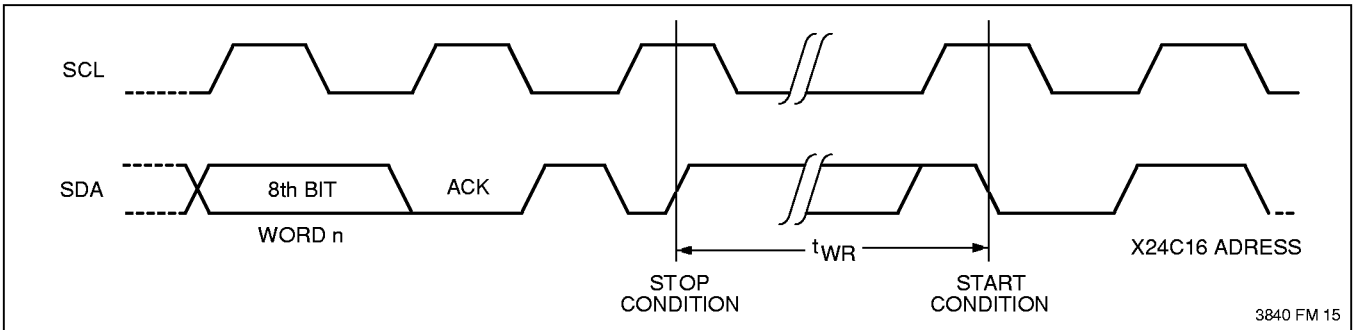 SCL
SDA
8th BIT
ACK
WORD n
tWR
X24C16 ADRESS
STOP
CONDITION
START
CONDITION
3840 FM 15